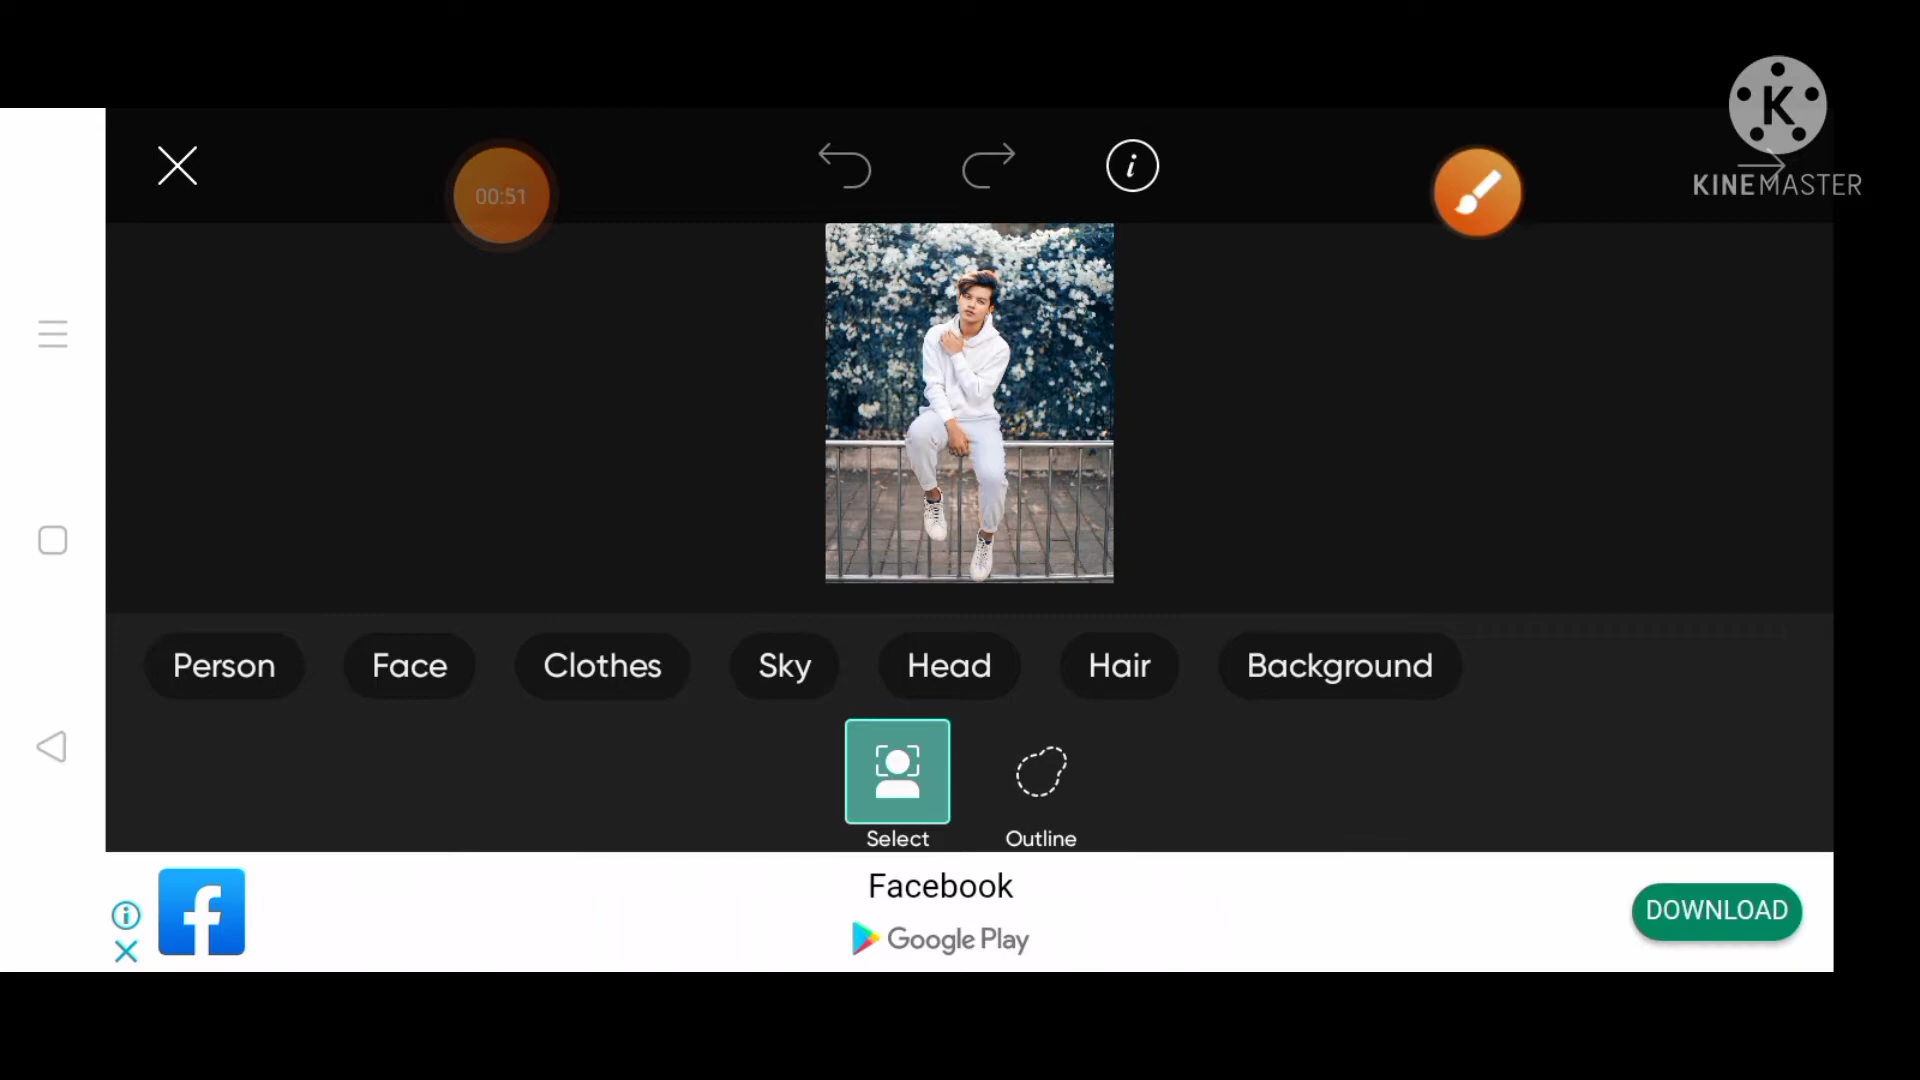 00:51
K
KINEMASTER
Person
Face
Clothes
Sky
Head
Hair
Background
Select
Outline
Facebook
Google Play
DOWNLOAD